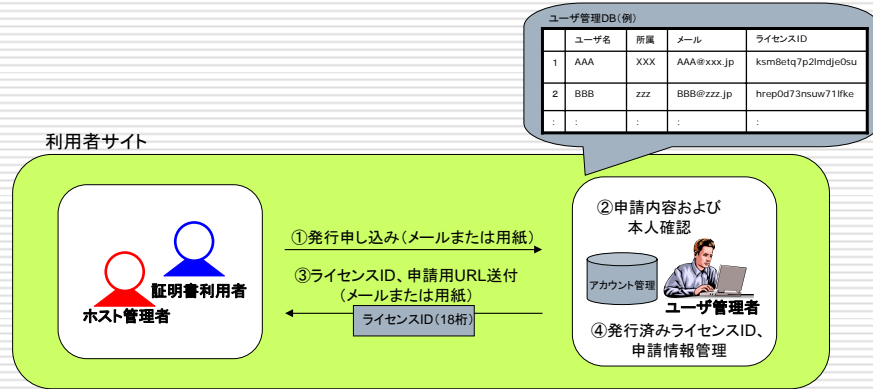 ユーザ管理DB(例)
ユーザ名 所属 メール ライセンスID
1 AAA XXX AAA@xxx.jp ksm8etq7p2lmdje0su
2 BBB zzz BBB@zzz.jp hrep0d73nsuw71lfke
: : : :
利用者サイト
①発行申し込み(メールまたは用紙)
③ライセンスID、申請用URL送付
(メールまたは用紙)
ライセンスID(18桁)
証明書利用者
ホスト管理者
②申請内容および
本人確認
アカウント管理
ユーザ管理者
④発行済みライセンスID、
申請情報管理